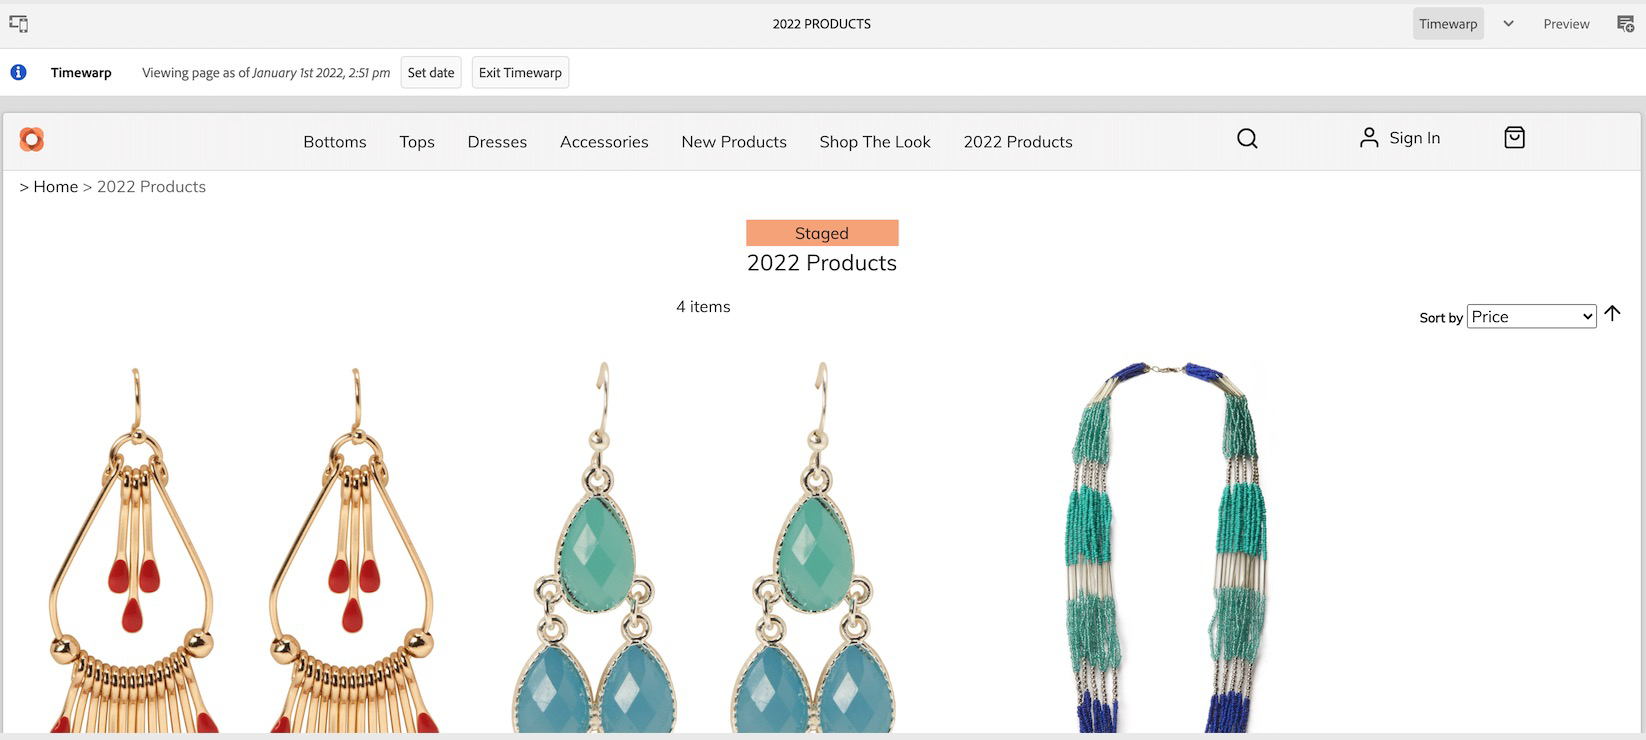 2022 PRODUCTS
Timewarp
Preview
Timewarp Viewing page as of January 1st 2022, 2:51 pm Set date Exit Timewarp
Bottoms Tops Dresses Accessories New Products Shop The Look 2022 Products Sign In
> Home > 2022 Products
Staged
2022 Products
4 items
Sort by Price